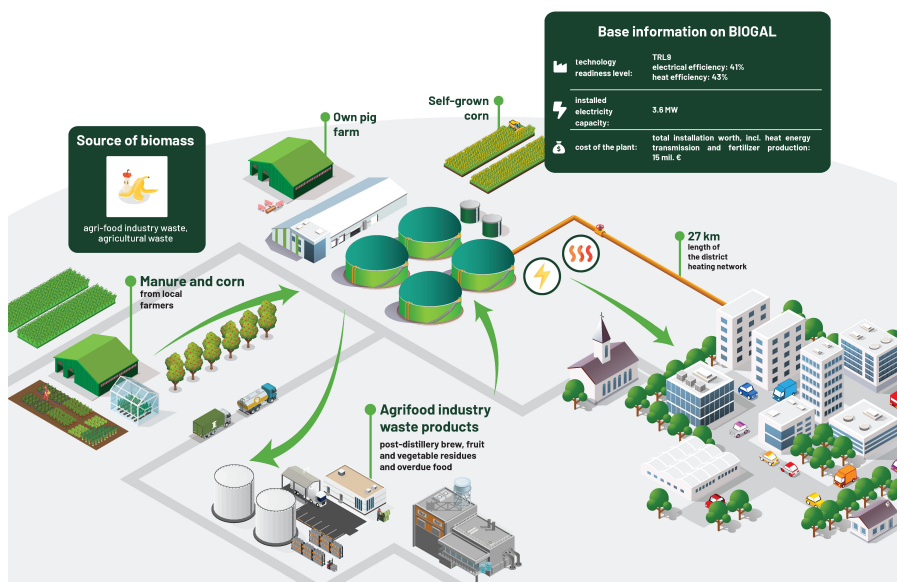 Base information on BIOGAL
technology
readiness level:
TRL9
electrical efficiency: 41%
heat efficiency: 43%
installed
electricity
capacity:
3.6 MW
cost of the plant:
total installation worth, incl. heat energy
transmission and fertilizer production:
15 mil. €
Self-grown
corn
Own pig
farm
Source of biomass
agri-food industry waste,
agricultural waste
27 km
length of
the district
heating network
Manure and corn
from local
farmers
Agrifood industry
waste products
post-distillery brew, fruit
and vegetable residues
and overdue food